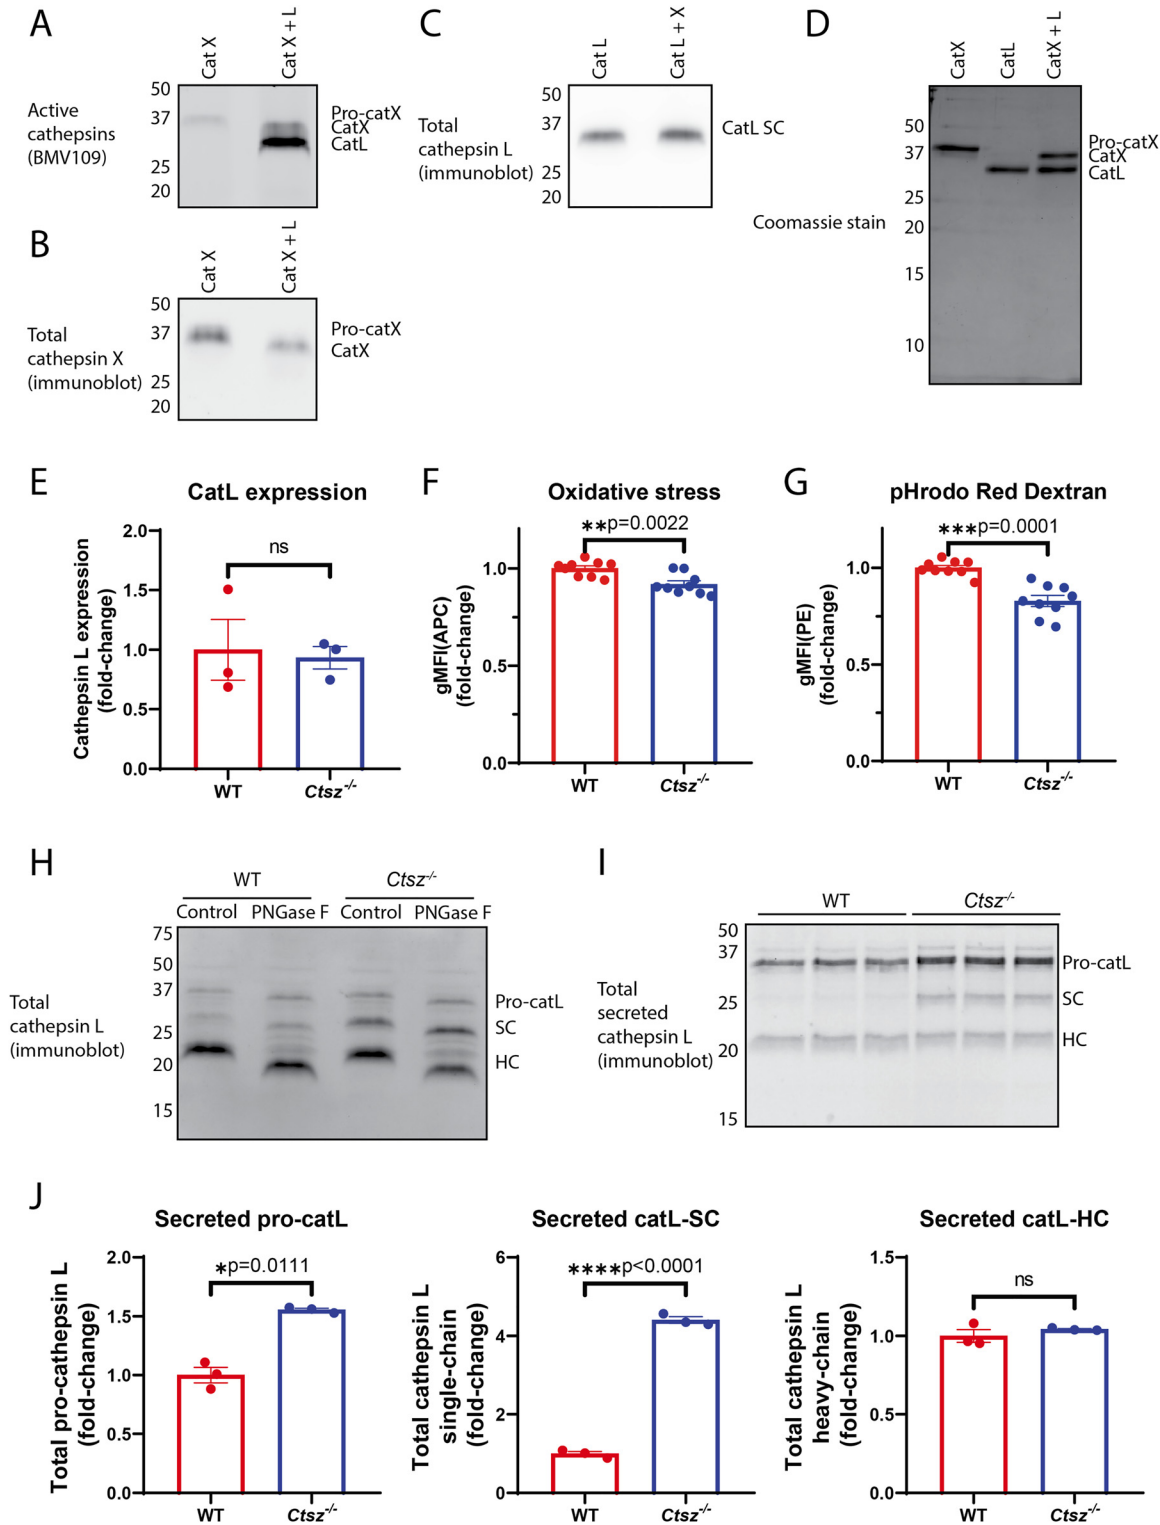 A
Cat X
Cat X + L
Active
cathepsins
(BMV109)
50
37
25
20
Pro-catX
CatX
CatL
B
Cat X
Cat X + L
Total
cathepsin X
(immunoblot)
50
37
25
20
Pro-catX
CatX
C
Cat L
Cat L + X
Total
cathepsin L
(immunoblot)
50
37
25
20
CatL SC
D
CatX
CatL
CatX + L
Coomassie stain
50
37
25
20
15
10
Pro-catX
CatX
CatL
E
CatL expression
Cathepsin L expression
(fold-change)
2.0
1.5
1.0
0.5
0.0
ns
WT
Ctsz-/-
F
Oxidative stress
gMFI(APC)
(fold-change)
1.0
0.5
0.0
**p=0.0022
WT
Ctsz-/-
G
pHrodo Red Dextran
gMFI(PE)
(fold-change)
1.0
0.5
0.0
***p=0.0001
WT
Ctsz-/-
H
WT
Ctsz-/-
Control PNGase F Control PNGase F
Total
cathepsin L
(immunoblot)
75
50
37
25
20
15
Pro-catL
SC
HC
I
WT
Ctsz-/-
Total
secreted
cathepsin L
(immunoblot)
50
37
25
20
15
Pro-catL
SC
HC
J
Secreted pro-catL
Total pro-cathepsin L
(fold-change)
2.0
1.5
1.0
0.5
0.0
*p=0.0111
WT
Ctsz-/-
Secreted catL-SC
Total cathepsin L
single-chain
(fold-change)
6
4
2
0
****p<0.0001
WT
Ctsz-/-
Secreted catL-HC
Total cathepsin L
heavy-chain
(fold-change)
1.5
1.0
0.5
0.0
ns
WT
Ctsz-/-